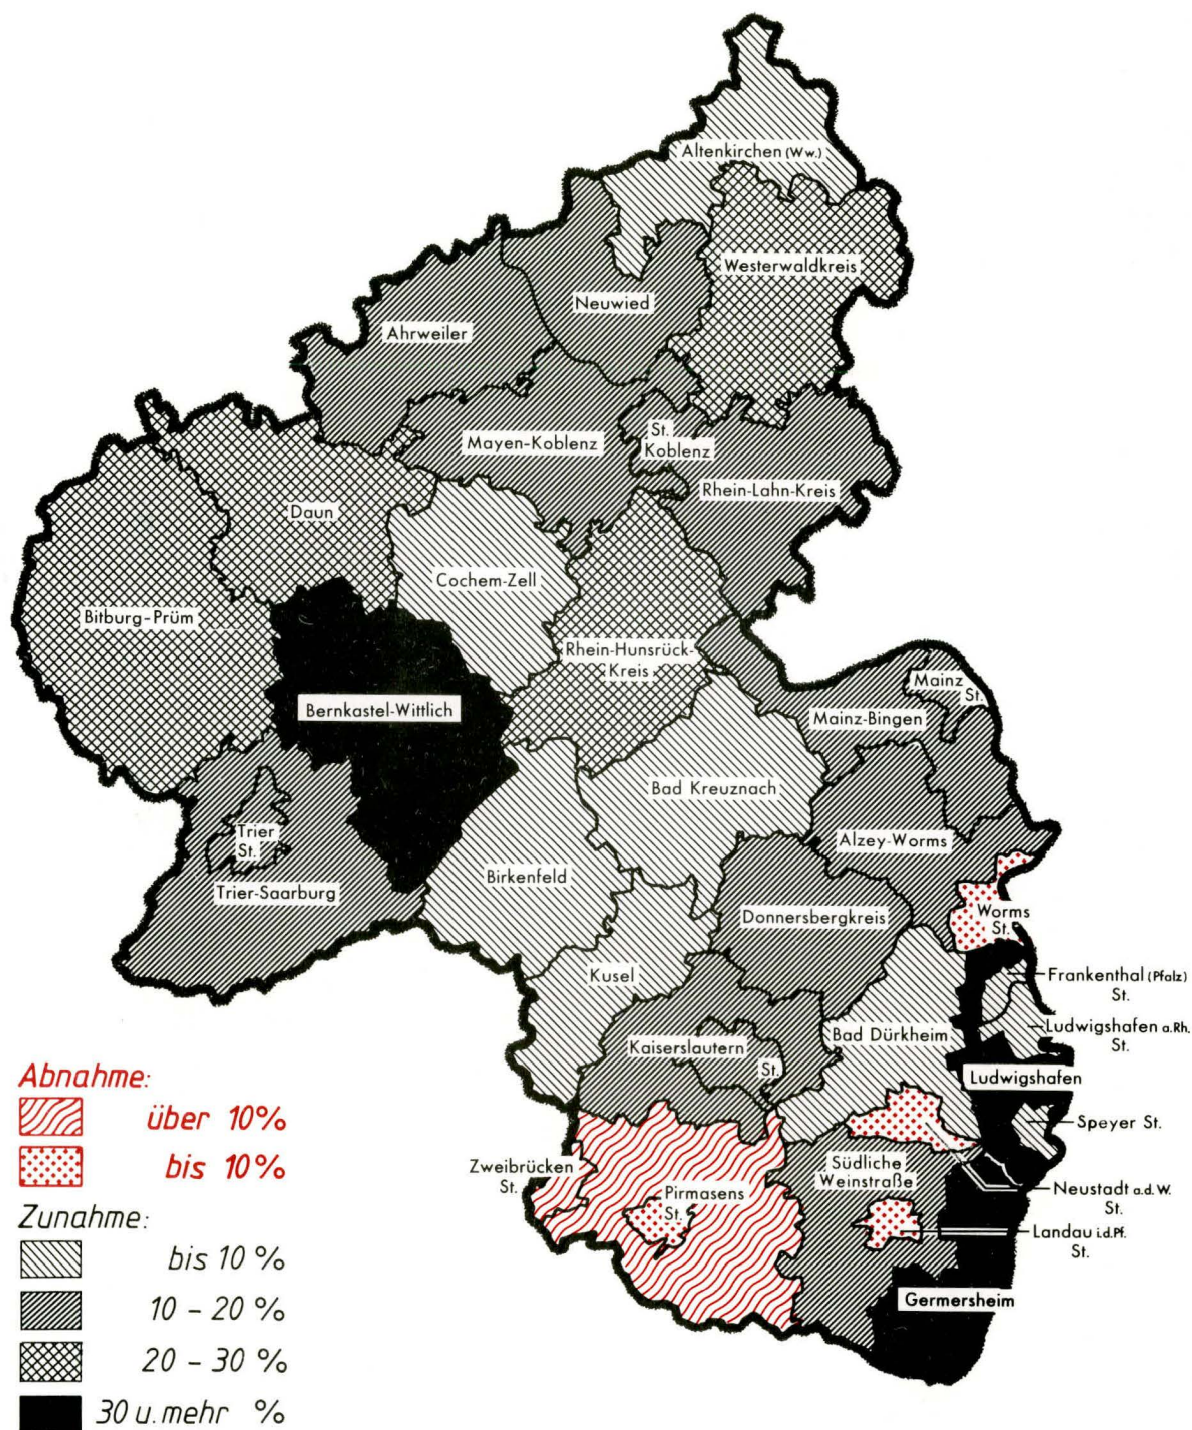 Altenkirchen (Ww.)
Westerwaldkreis
Neuwied
Ahrweiler
Mayen-Koblenz
St.
Koblenz
Rhein-Lahn-Kreis
Daun
Cochem-Zell
Bitburg-Prüm
Rhein-Hunsrück-
Kreis
Bernkastel-Wittlich
Mainz
St.
Mainz-Bingen
Bad Kreuznach
Trier
St.
Alzey-Worms
Birkenfeld
Trier-Saarburg
Donnersbergkreis
Worms
St.
Kusel
Frankenthal (Pfalz)
St.
Ludwigshafen a.Rh.
St.
Bad Dürkheim
Kaiserslautern
St.
Ludwigshafen
Speyer St.
Zweibrücken
St.
Südliche
Weinstraße
Pirmasens
St.
Neustadt a.d.W.
St.
Landau i.d.Pf.
St.
Germersheim
Abnahme:
über 10%
bis 10%
Zunahme:
bis 10 %
10 - 20 %
20 - 30 %
30 u. mehr %